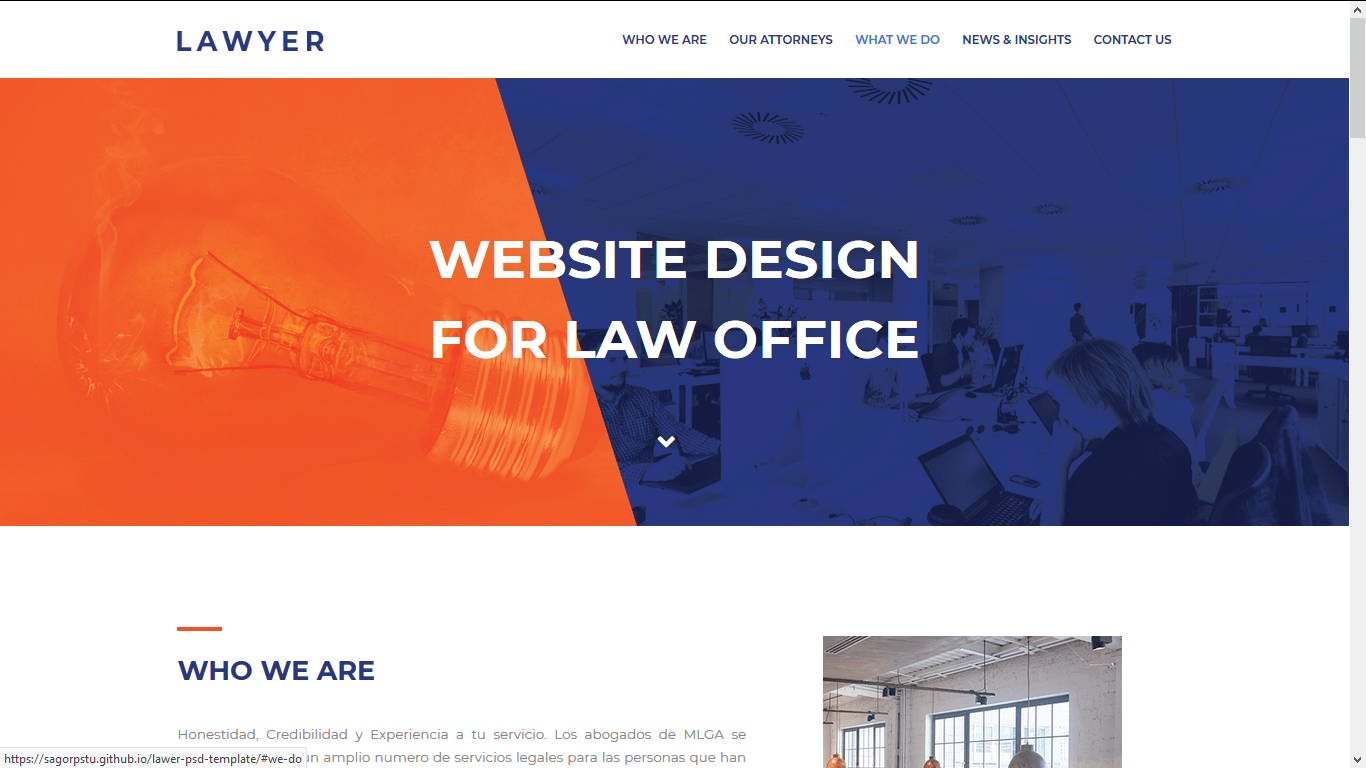 LAWYER
WHO WE ARE
OUR ATTORNEYS
WHAT WE DO
NEWS & INSIGHTS
CONTACT US
WEBSITE DESIGN
FOR LAW OFFICE
WHO WE ARE
Honestidad, Credibilidad y Experiencia a tu servicio. Los abogados de MLGA se
amplio numero de servicios legales para las personas que han
https://sagorpstu.github.io/lawer-psd-template/#we-do